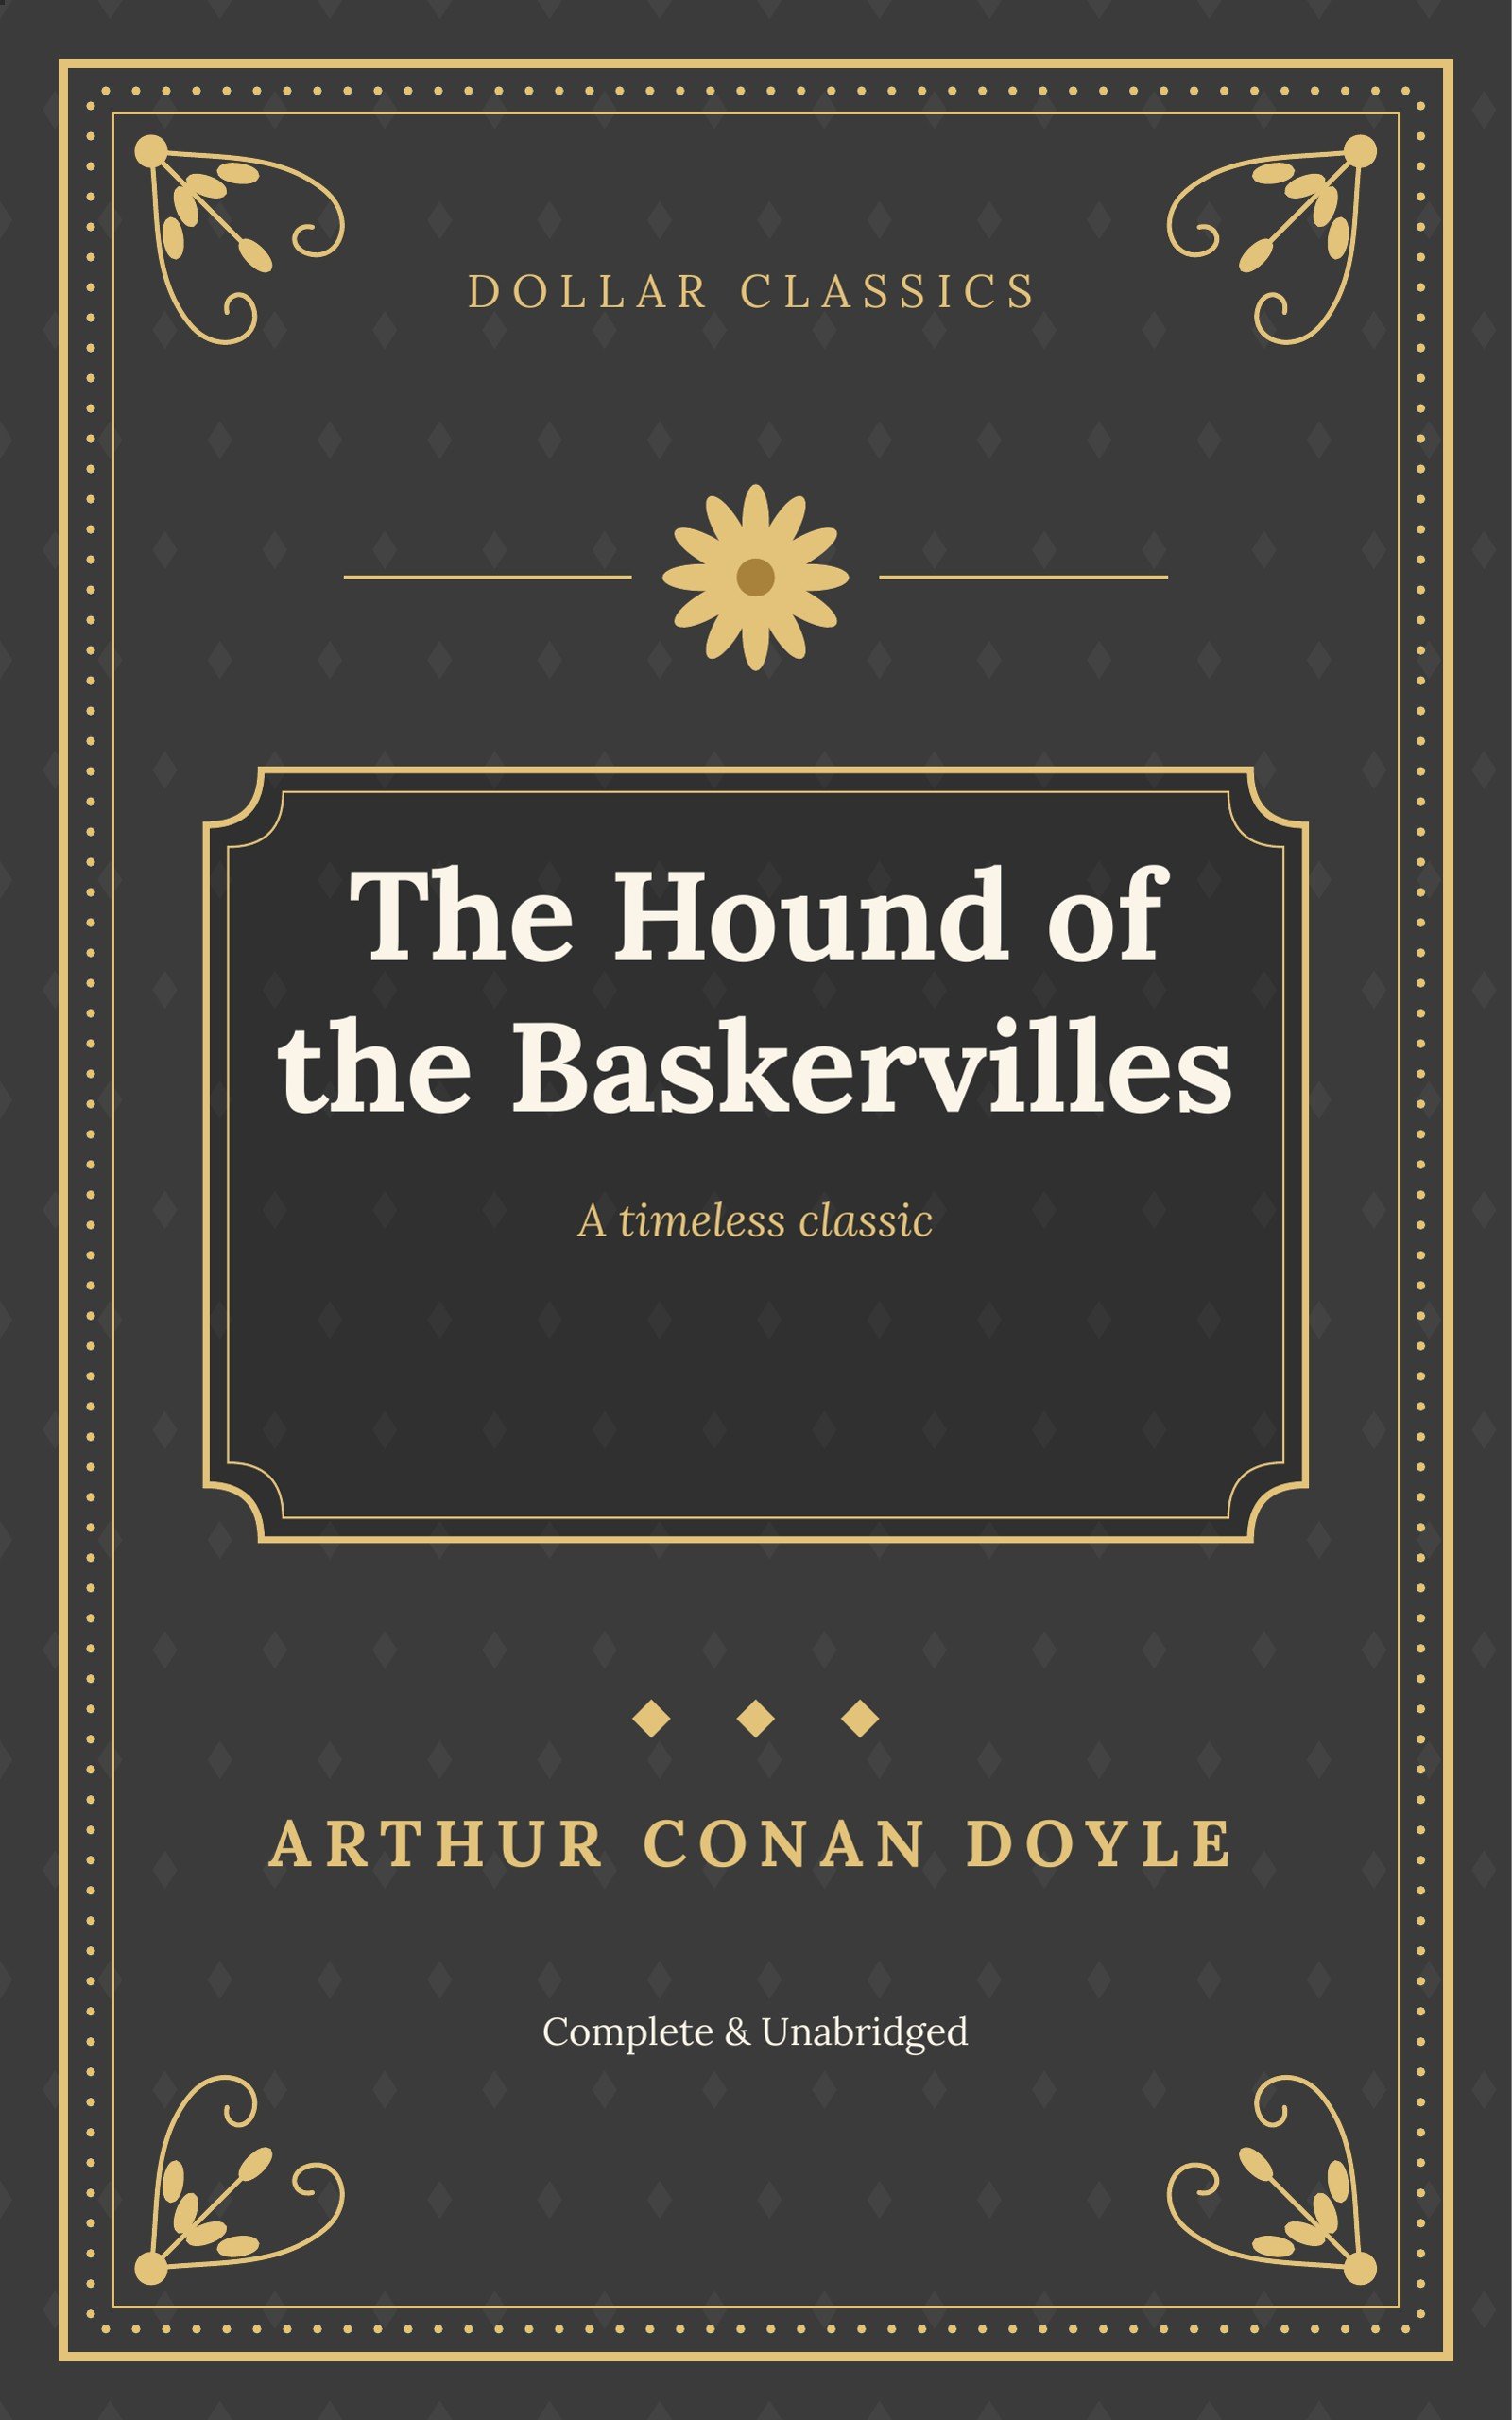 DOLLAR CLASSICS
The Hound of
the Baskervilles
A timeless classic
ARTHUR CONAN DOYLE
Complete & Unabridged